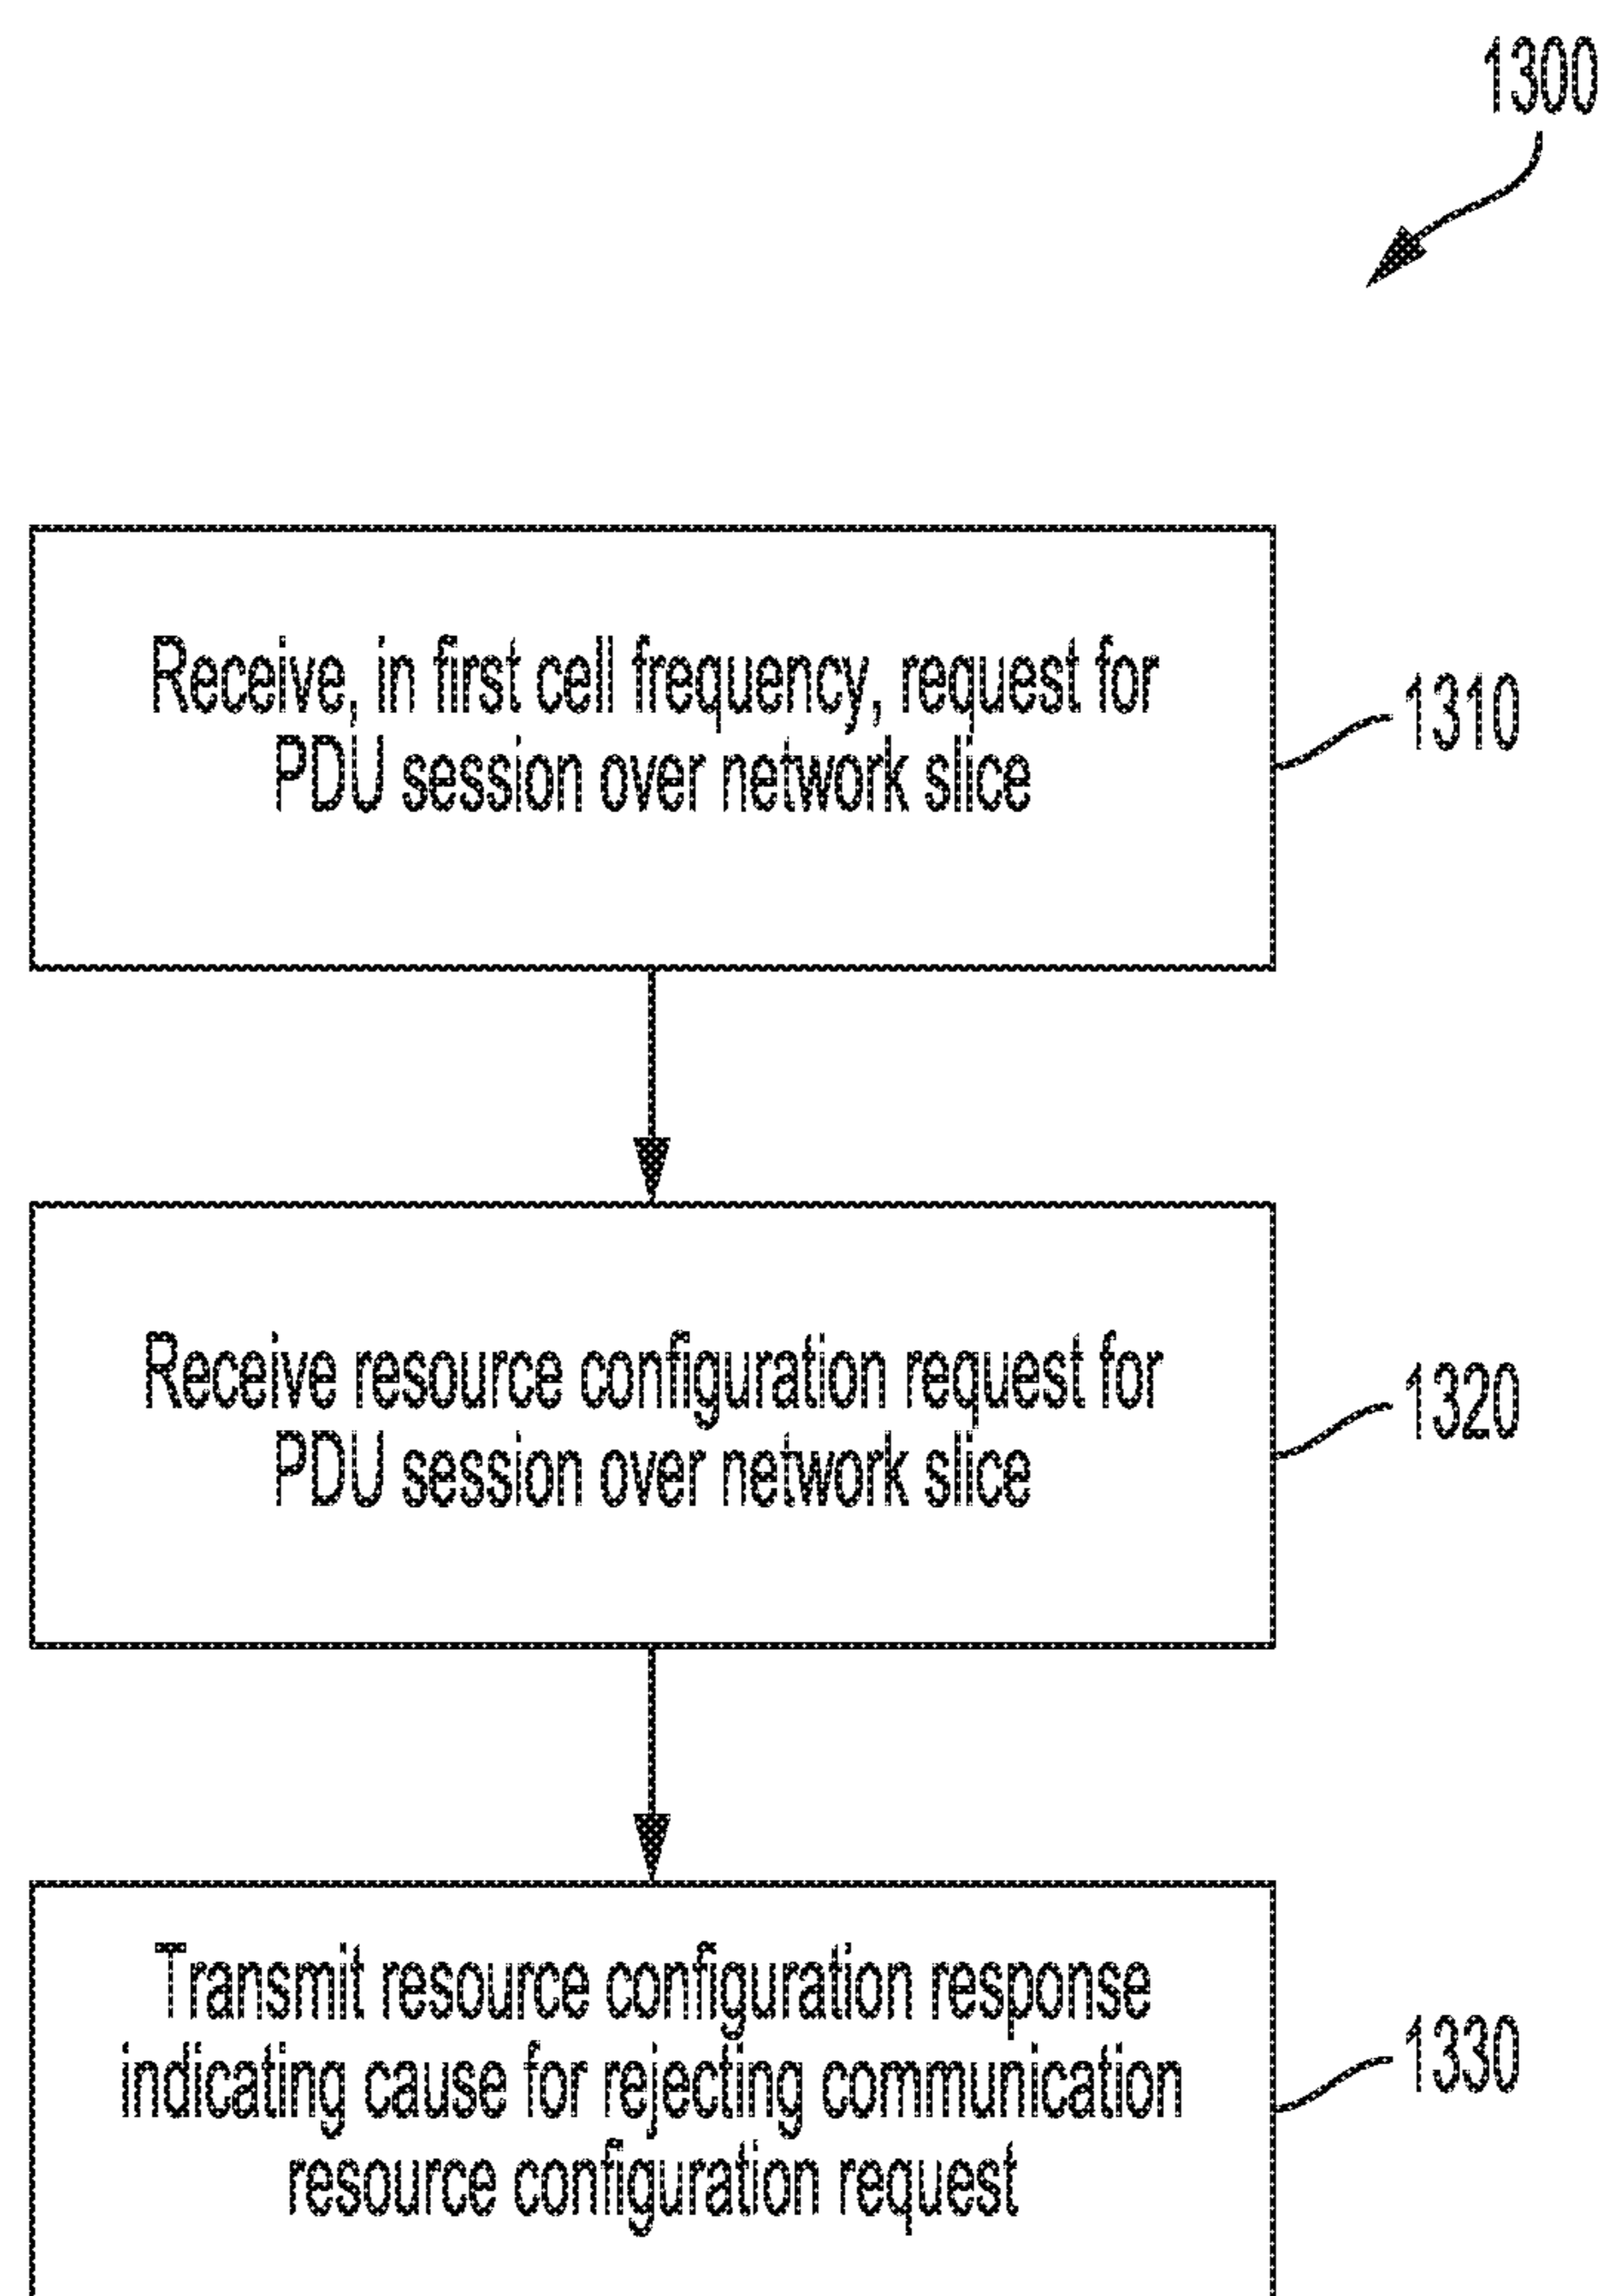 1300
Receive, in first cell frequency, request for
PDU session over network slice
1310
Receive resource configuration request for
PDU session over network slice
1320
Transmit resource configuration response
indicating cause for rejecting communication
resource configuration request
1330